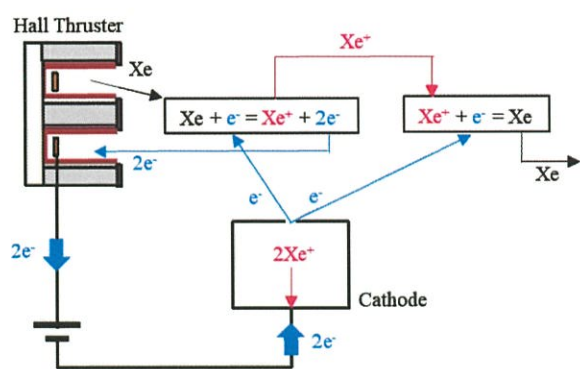 Hall Thruster
Xe⁺
Xe
Xe + e⁻ = Xe⁺ + 2e⁻
Xe⁺ + e⁻ = Xe
2e⁻
Xe
e⁻
e⁻
2e⁻
2Xe⁺
Cathode
2e⁻